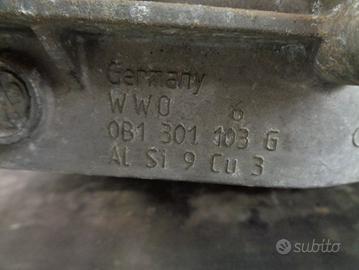 Germany
WWO 6
0B1 301 103 G
Al Si 9 Cu 3
subito